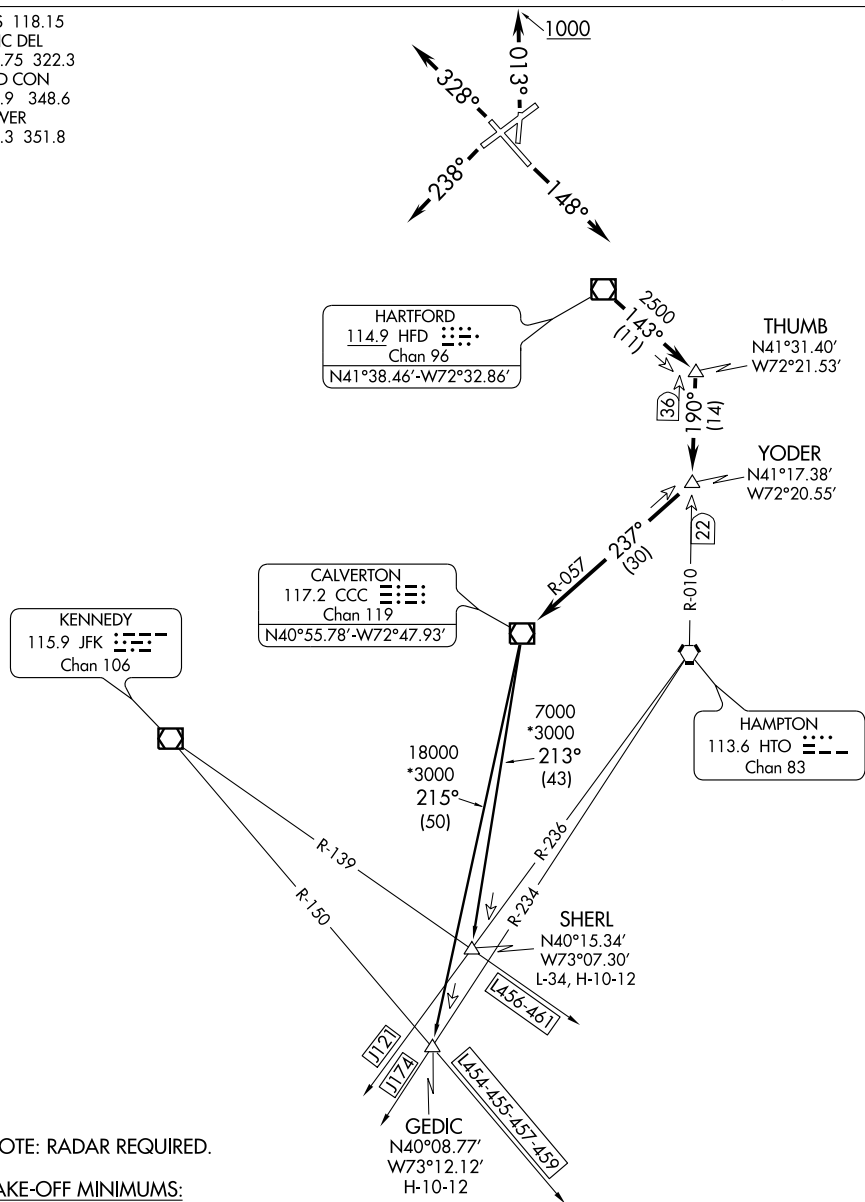 118.15
DEL
.75 322.3
CON
.9 348.6
.3 351.8
1000
013°
328°
238°
148°
HARTFORD
114.9 HFD
Chan 96
N41°38.46'-W72°32.86'
2500
143°
(11)
THUMB
N41°31.40'
W72°21.53'
36
190°
(14)
YODER
N41°17.38'
W72°20.55'
22
R-010
237°
(30)
R-057
CALVERTON
117.2 CCC
Chan 119
N40°55.78'-W72°47.93'
KENNEDY
115.9 JFK
Chan 106
HAMPTON
113.6 HTO
Chan 83
7000
*3000
213°
(43)
18000
*3000
215°
(50)
R-139
R-150
R-236
R-234
SHERL
N40°15.34'
W73°07.30'
L-34, H-10-12
L456-461
J121
J174
L454-455-457-459
GEDIC
N40°08.77'
W73°12.12'
H-10-12
OTE: RADAR REQUIRED.
AKE-OFF MINIMUMS: